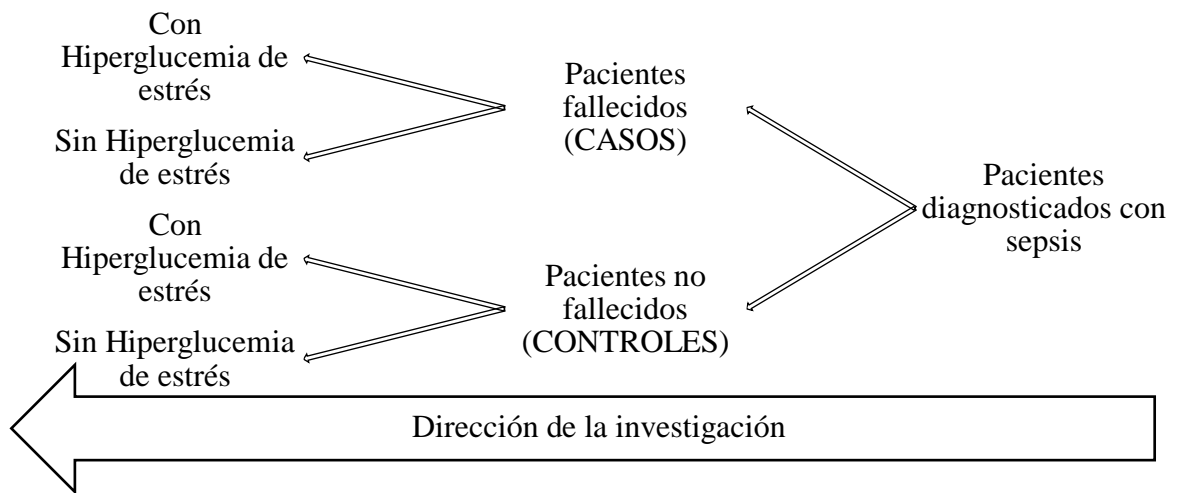 Con
Hiperglucemia de
estrés
Sin Hiperglucemia
de estrés
Con
Hiperglucemia de
estrés
Sin Hiperglucemia
de estrés
Pacientes
fallecidos
(CASOS)
Pacientes no
fallecidos
(CONTROLES)
Pacientes
diagnosticados con
sepsis
Dirección de la investigación